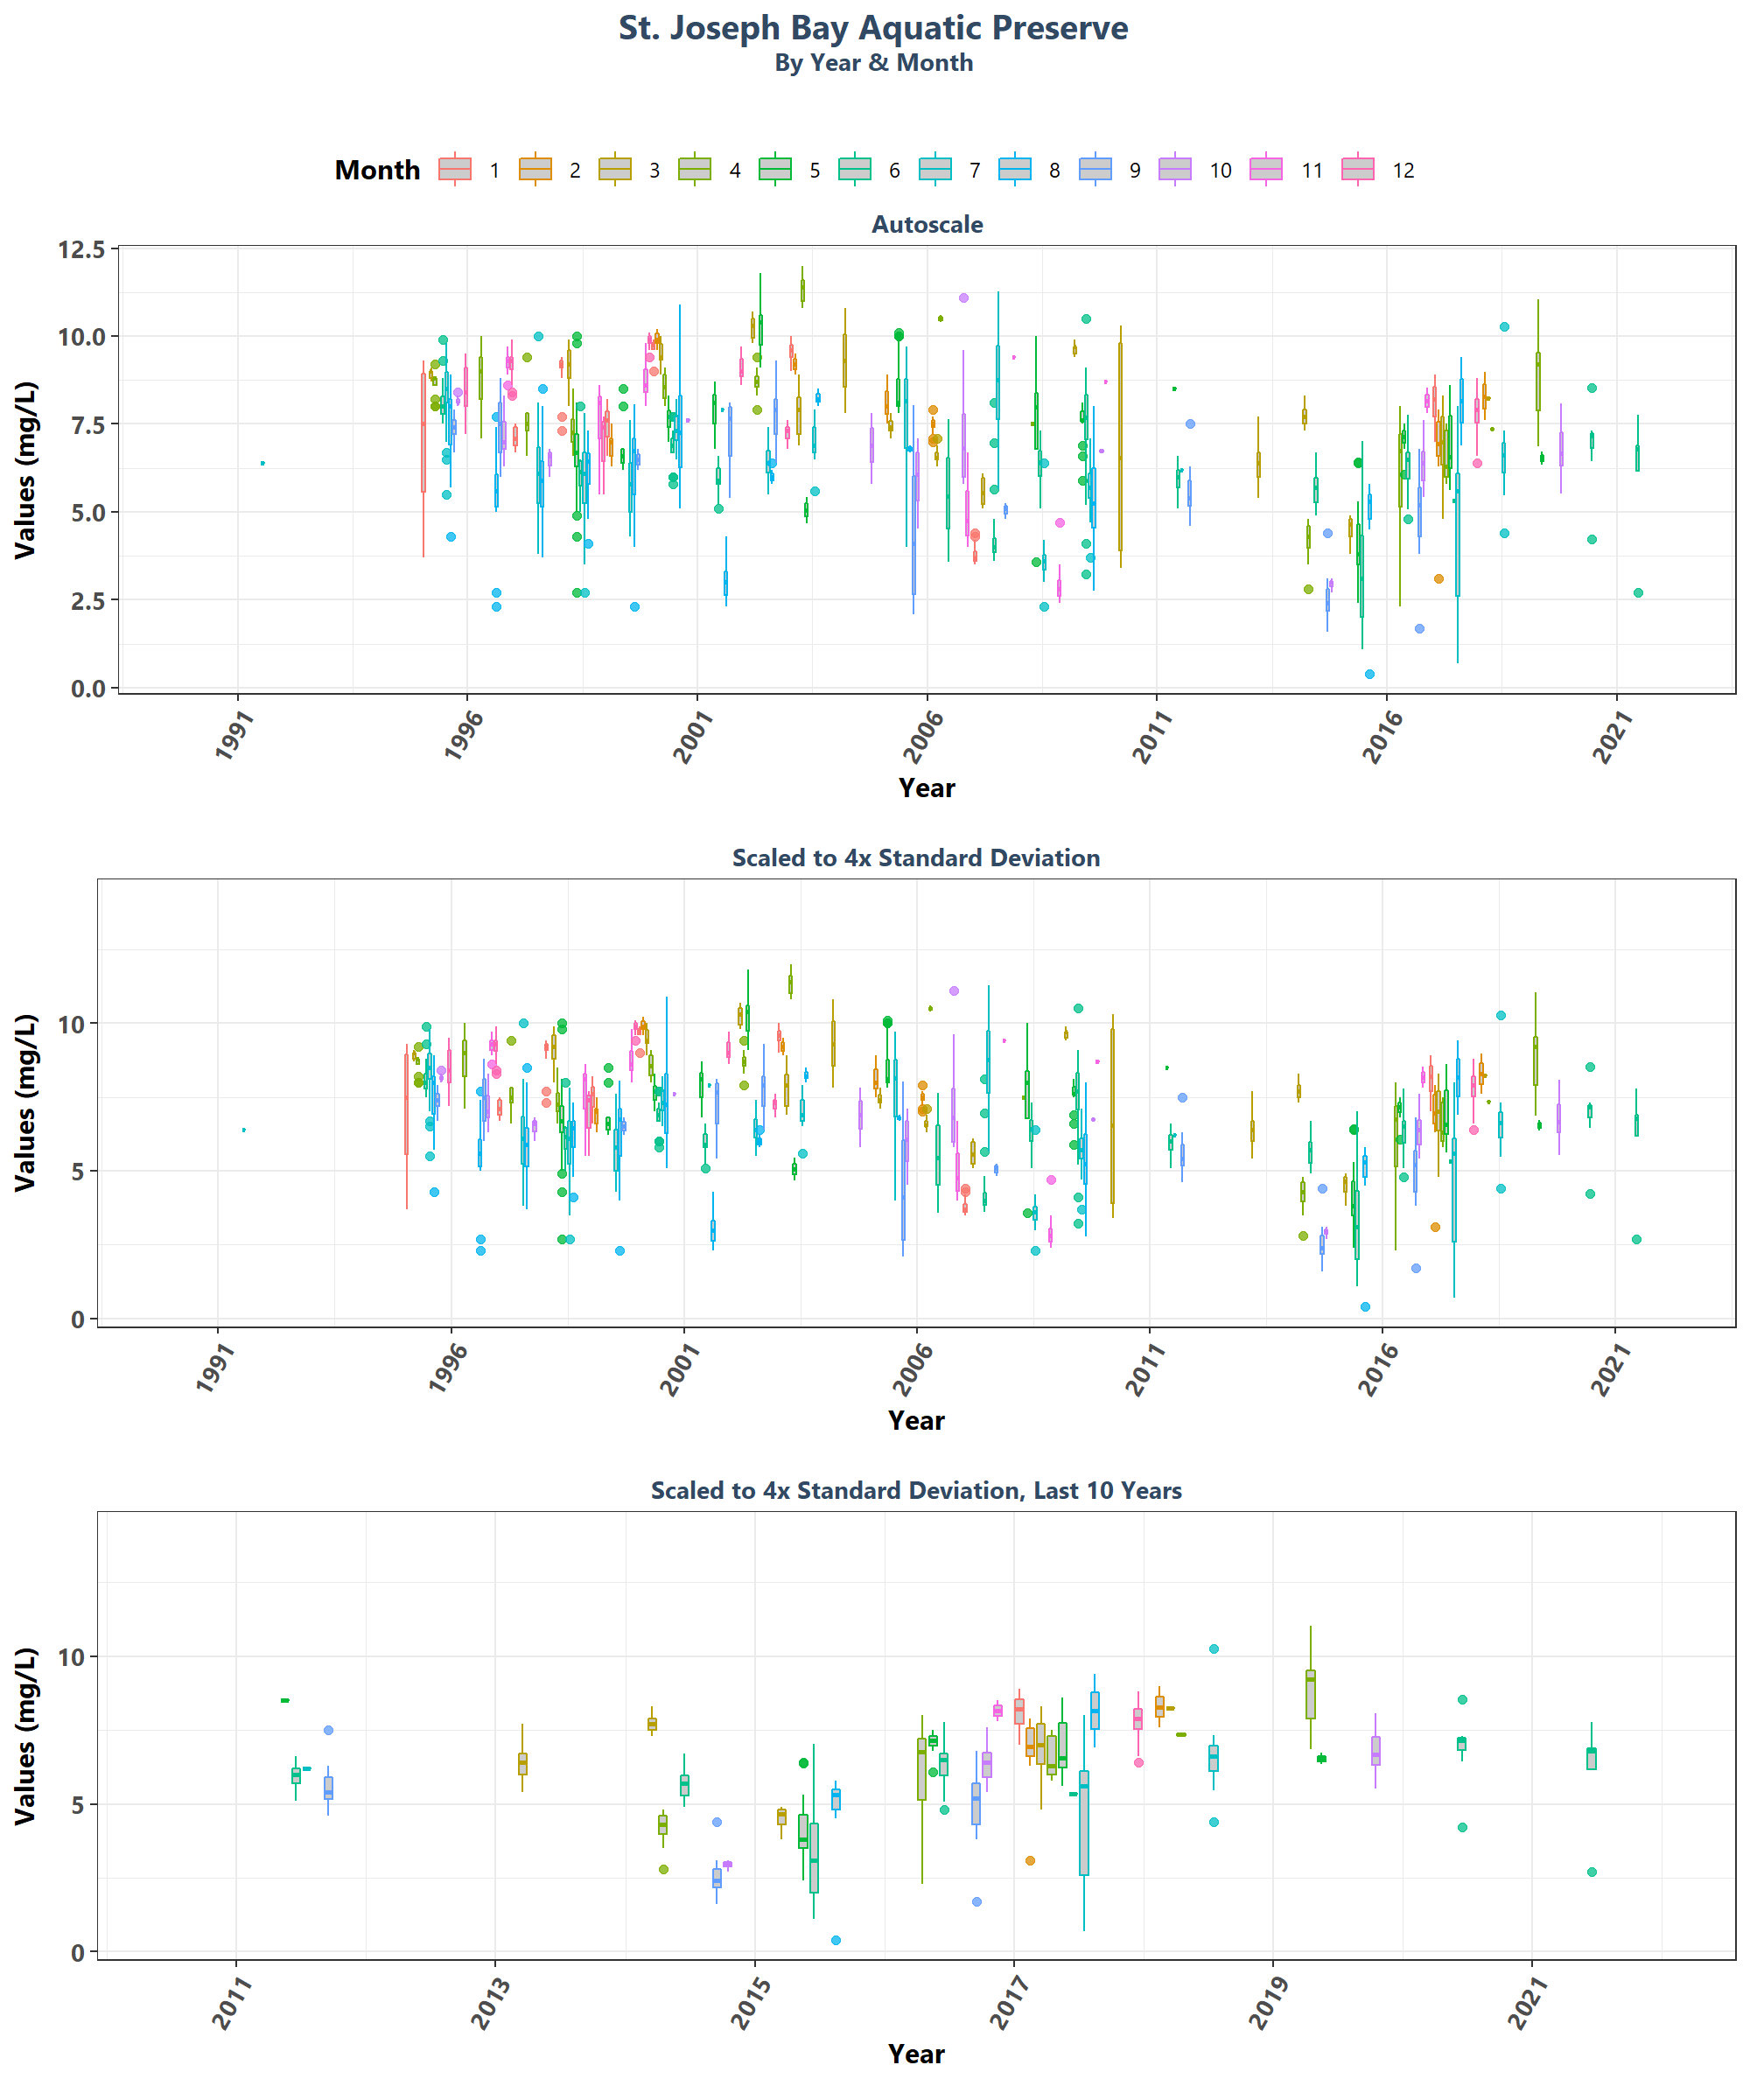 St. Joseph Bay Aquatic Preserve
By Year & Month
Month 1 2 3 4 5 6 7 8 9 10 11 12
Autoscale
Values (mg/L)
12.5
10.0
7.5
5.0
2.5
0.0
1991 1996 2001 2006 2011 2016 2021
Year
Scaled to 4x Standard Deviation
Values (mg/L)
10
5
0
1991 1996 2001 2006 2011 2016 2021
Year
Scaled to 4x Standard Deviation, Last 10 Years
Values (mg/L)
10
5
0
2011 2013 2015 2017 2019 2021
Year